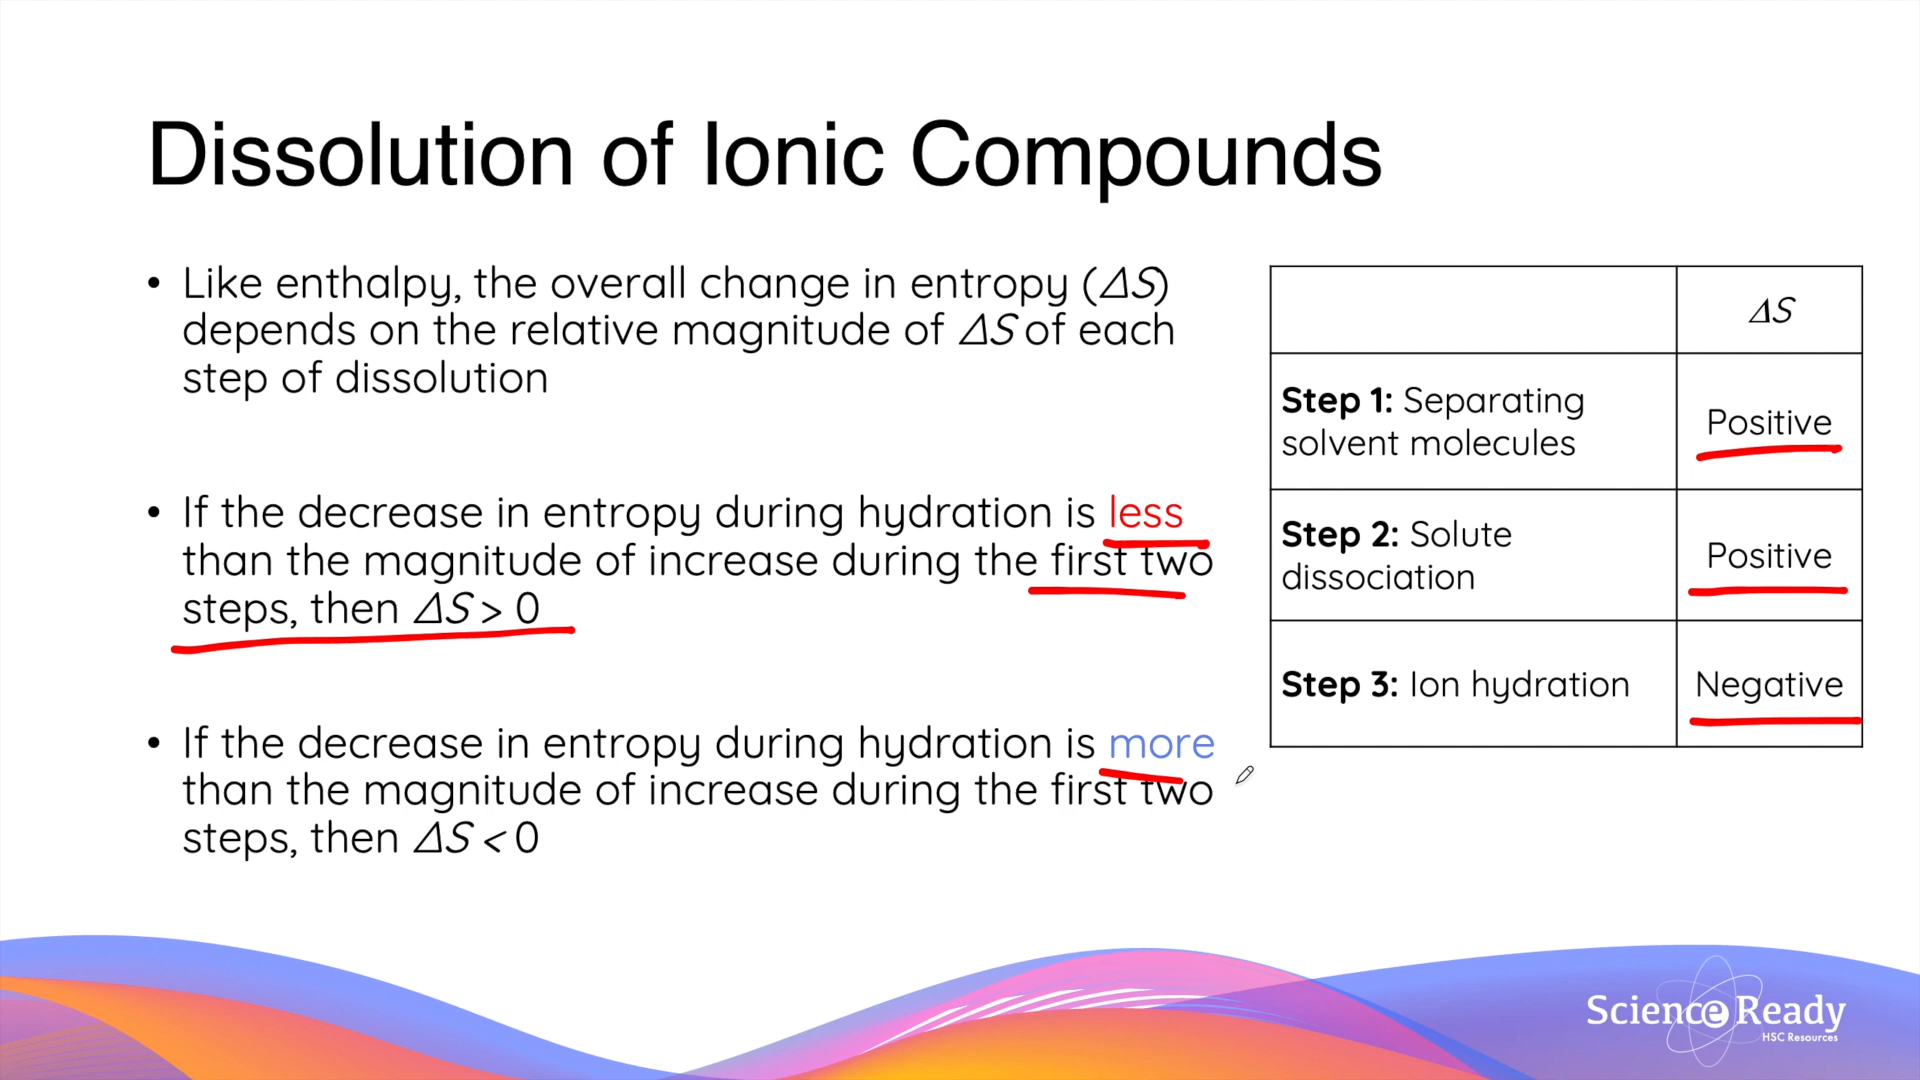 Dissolution of Ionic Compounds
• Like enthalpy, the overall change in entropy (ΔS)
depends on the relative magnitude of ΔS of each
step of dissolution
• If the decrease in entropy during hydration is less
than the magnitude of increase during the first two
steps, then ΔS > 0
• If the decrease in entropy during hydration is more
than the magnitude of increase during the first two
steps, then ΔS < 0
ΔS
Step 1: Separating
solvent molecules
Positive
Step 2: Solute
dissociation
Positive
Step 3: Ion hydration
Negative
Science Ready
HSC Resources